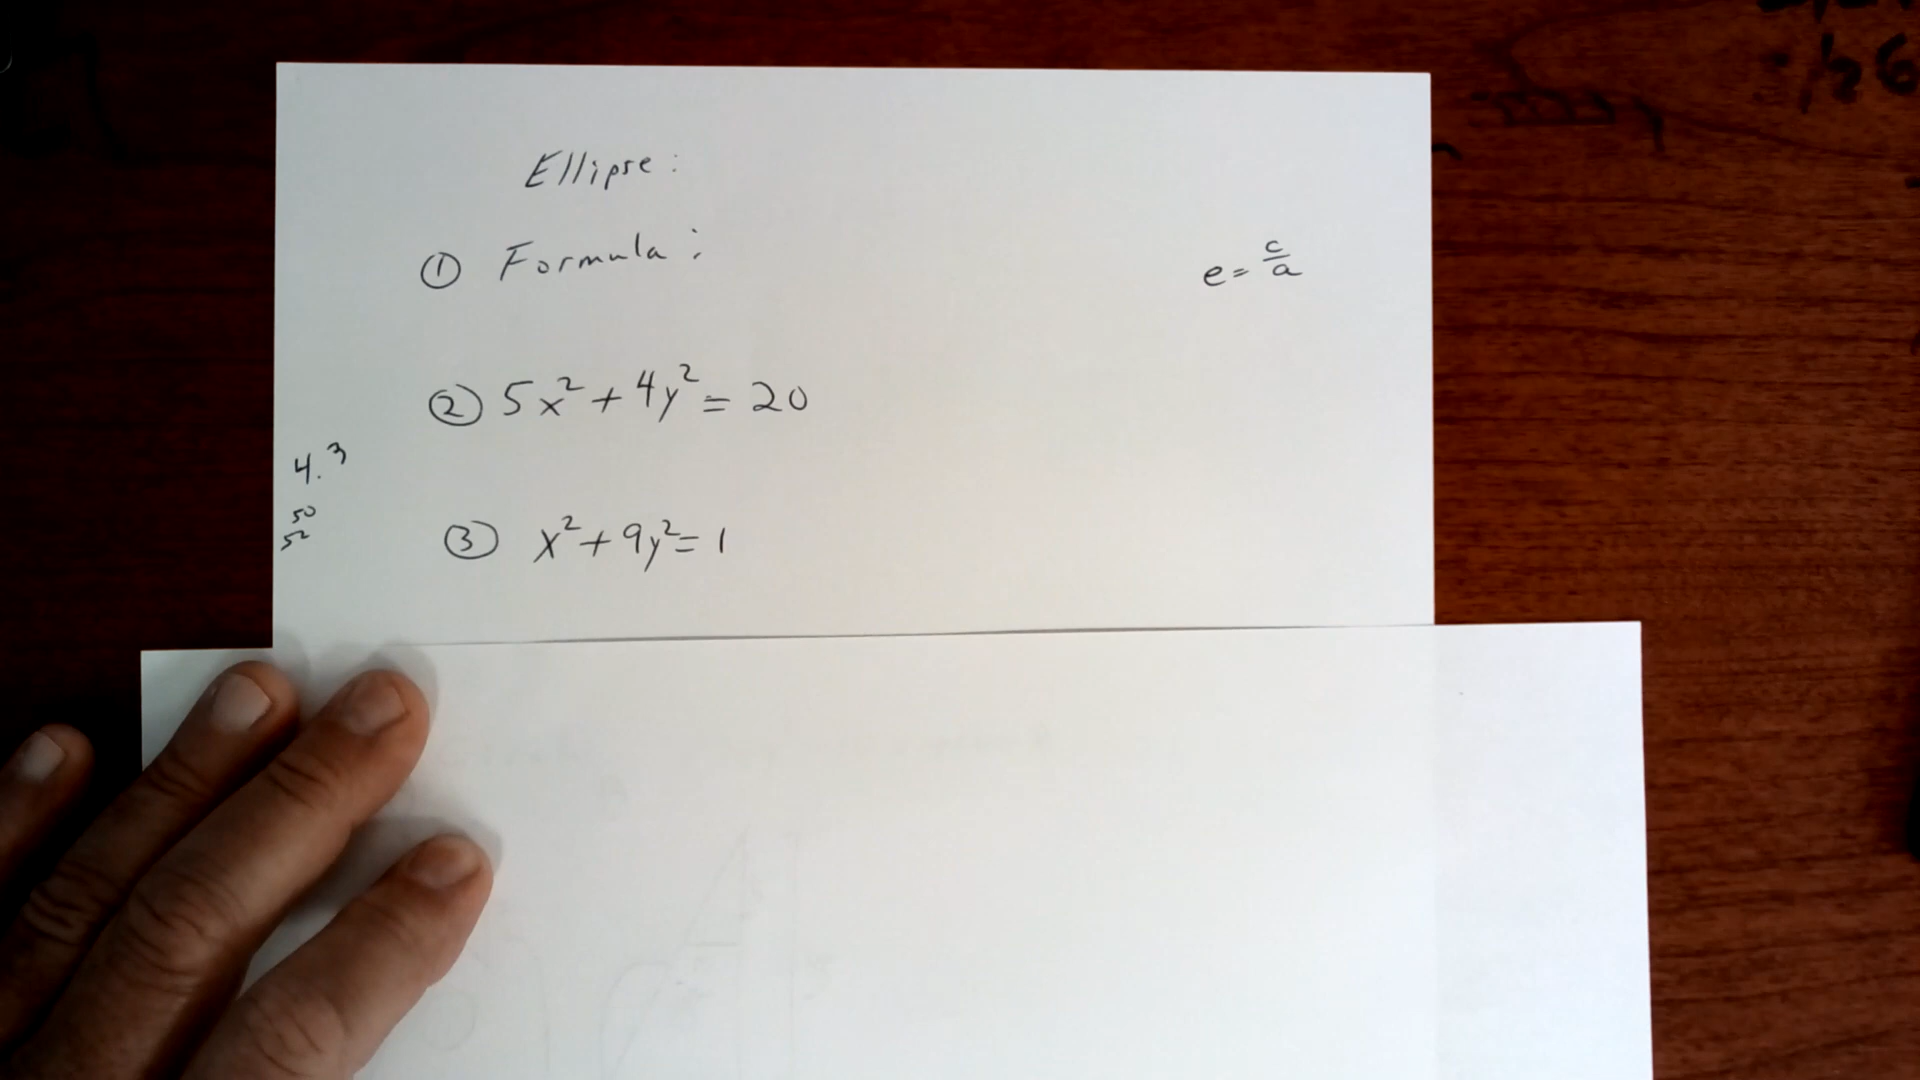 Ellipse:
① Formula:
e = c/a
② 5x² + 4y² = 20
4.3
50
52
③ x² + 9y² = 1